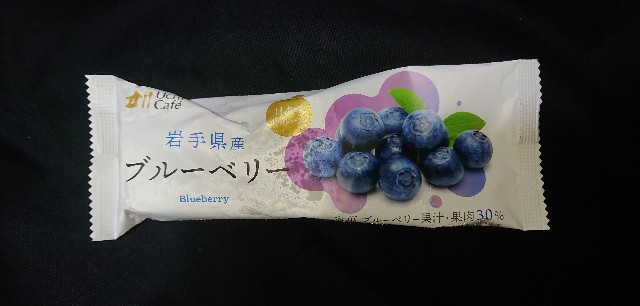 Uchi
Café
岩手県産
ブルーベリー
Blueberry
ブルーベリー果汁・果肉30%